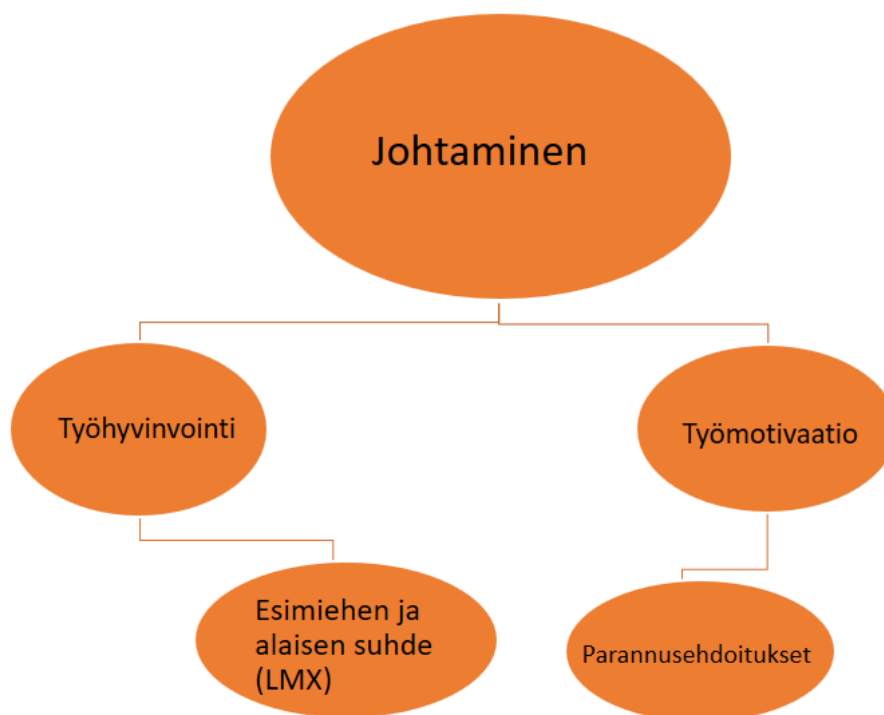 Johtaminen
Työhyvinvointi
Työmotivaatio
Esimiehen ja
alaisen suhde
(LMX)
Parannusehdoitukset